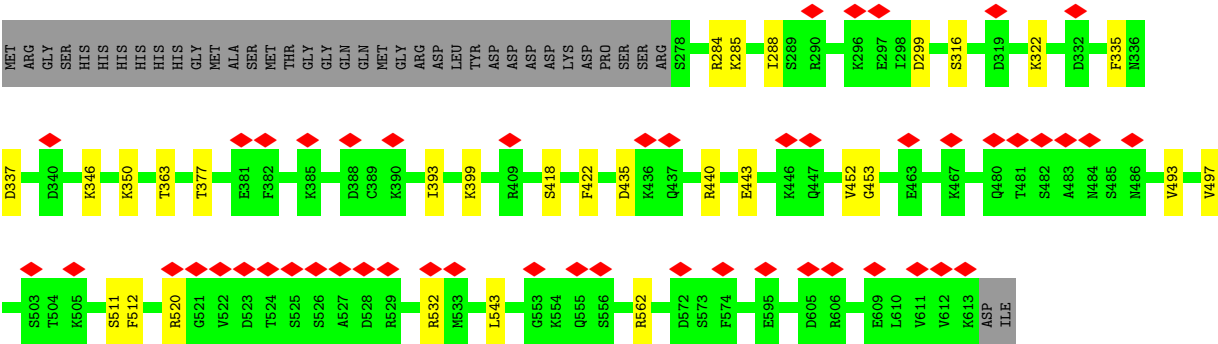 MET ARG GLY SER HIS HIS HIS HIS HIS HIS GLY MET ALA SER MET THR GLY GLY GLN GLN MET GLY ARG ASP LEU TYR ASP ASP ASP ASP LYS ASP PRO SER SER ARG S278 R284 K285 I288 S289 R290 K296 E297 I298 D299 S316 D319 K322 D332 F335 N336
D337 D340 K346 K350 T363 T377 E381 F382 K385 D388 C389 K390 I393 K399 R409 S418 F422 D435 K436 Q437 R440 E443 K446 Q447 V452 G453 E463 K467 Q480 T481 S482 A483 N484 S485 N486 V493 V497
S503 T504 K505 S511 F512 R520 G521 V522 D523 T524 S525 S526 A527 D528 R529 R532 M533 L543 G553 K554 Q555 S556 R562 D572 S573 F574 E595 D605 R606 E609 L610 V611 V612 K613 ASP ILE